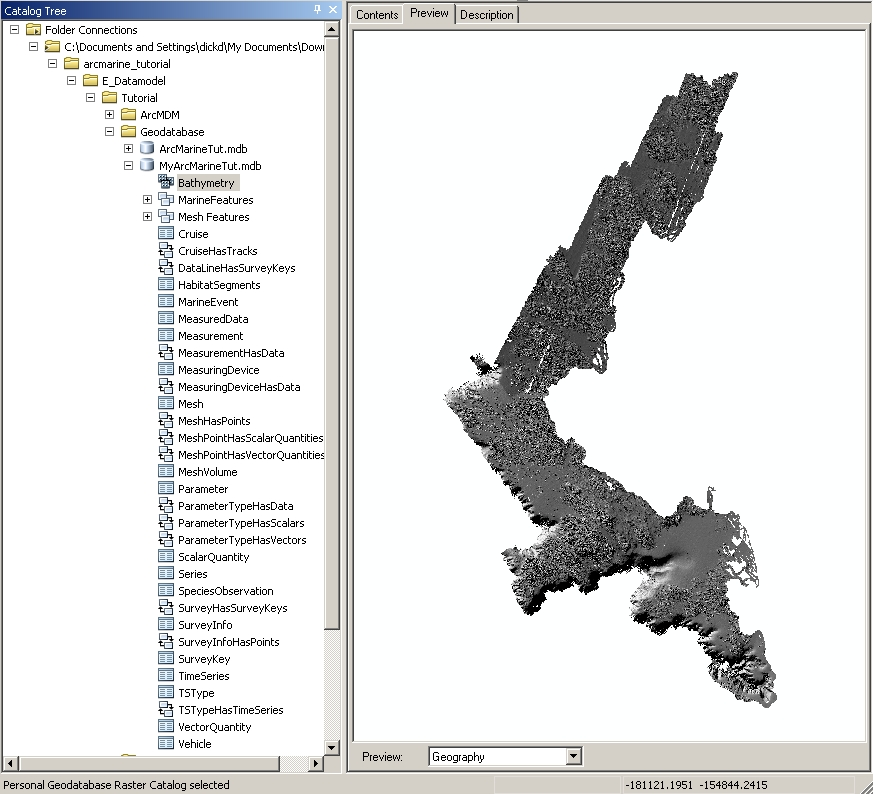 Catalog Tree
Folder Connections
C:\Documents and Settings\dickd\My Documents\Dow
arcmarine_tutorial
E_Datamodel
Tutorial
ArcMDM
Geodatabase
ArcMarineTut.mdb
MyArcMarineTut.mdb
Bathymetry
MarineFeatures
Mesh Features
Cruise
CruiseHasTracks
DataLineHasSurveyKeys
HabitatSegments
MarineEvent
MeasuredData
Measurement
MeasurementHasData
MeasuringDevice
MeasuringDeviceHasData
Mesh
MeshHasPoints
MeshPointHasScalarQuantities
MeshPointHasVectorQuantities
MeshVolume
Parameter
ParameterTypeHasData
ParameterTypeHasScalars
ParameterTypeHasVectors
ScalarQuantity
Series
SpeciesObservation
SurveyHasSurveyKeys
SurveyInfo
SurveyInfoHasPoints
SurveyKey
TimeSeries
TSType
TSTypeHasTimeSeries
VectorQuantity
Vehicle
Contents Preview Description
Preview: Geography
Personal Geodatabase Raster Catalog selected
-181121.1951 -154844.2415